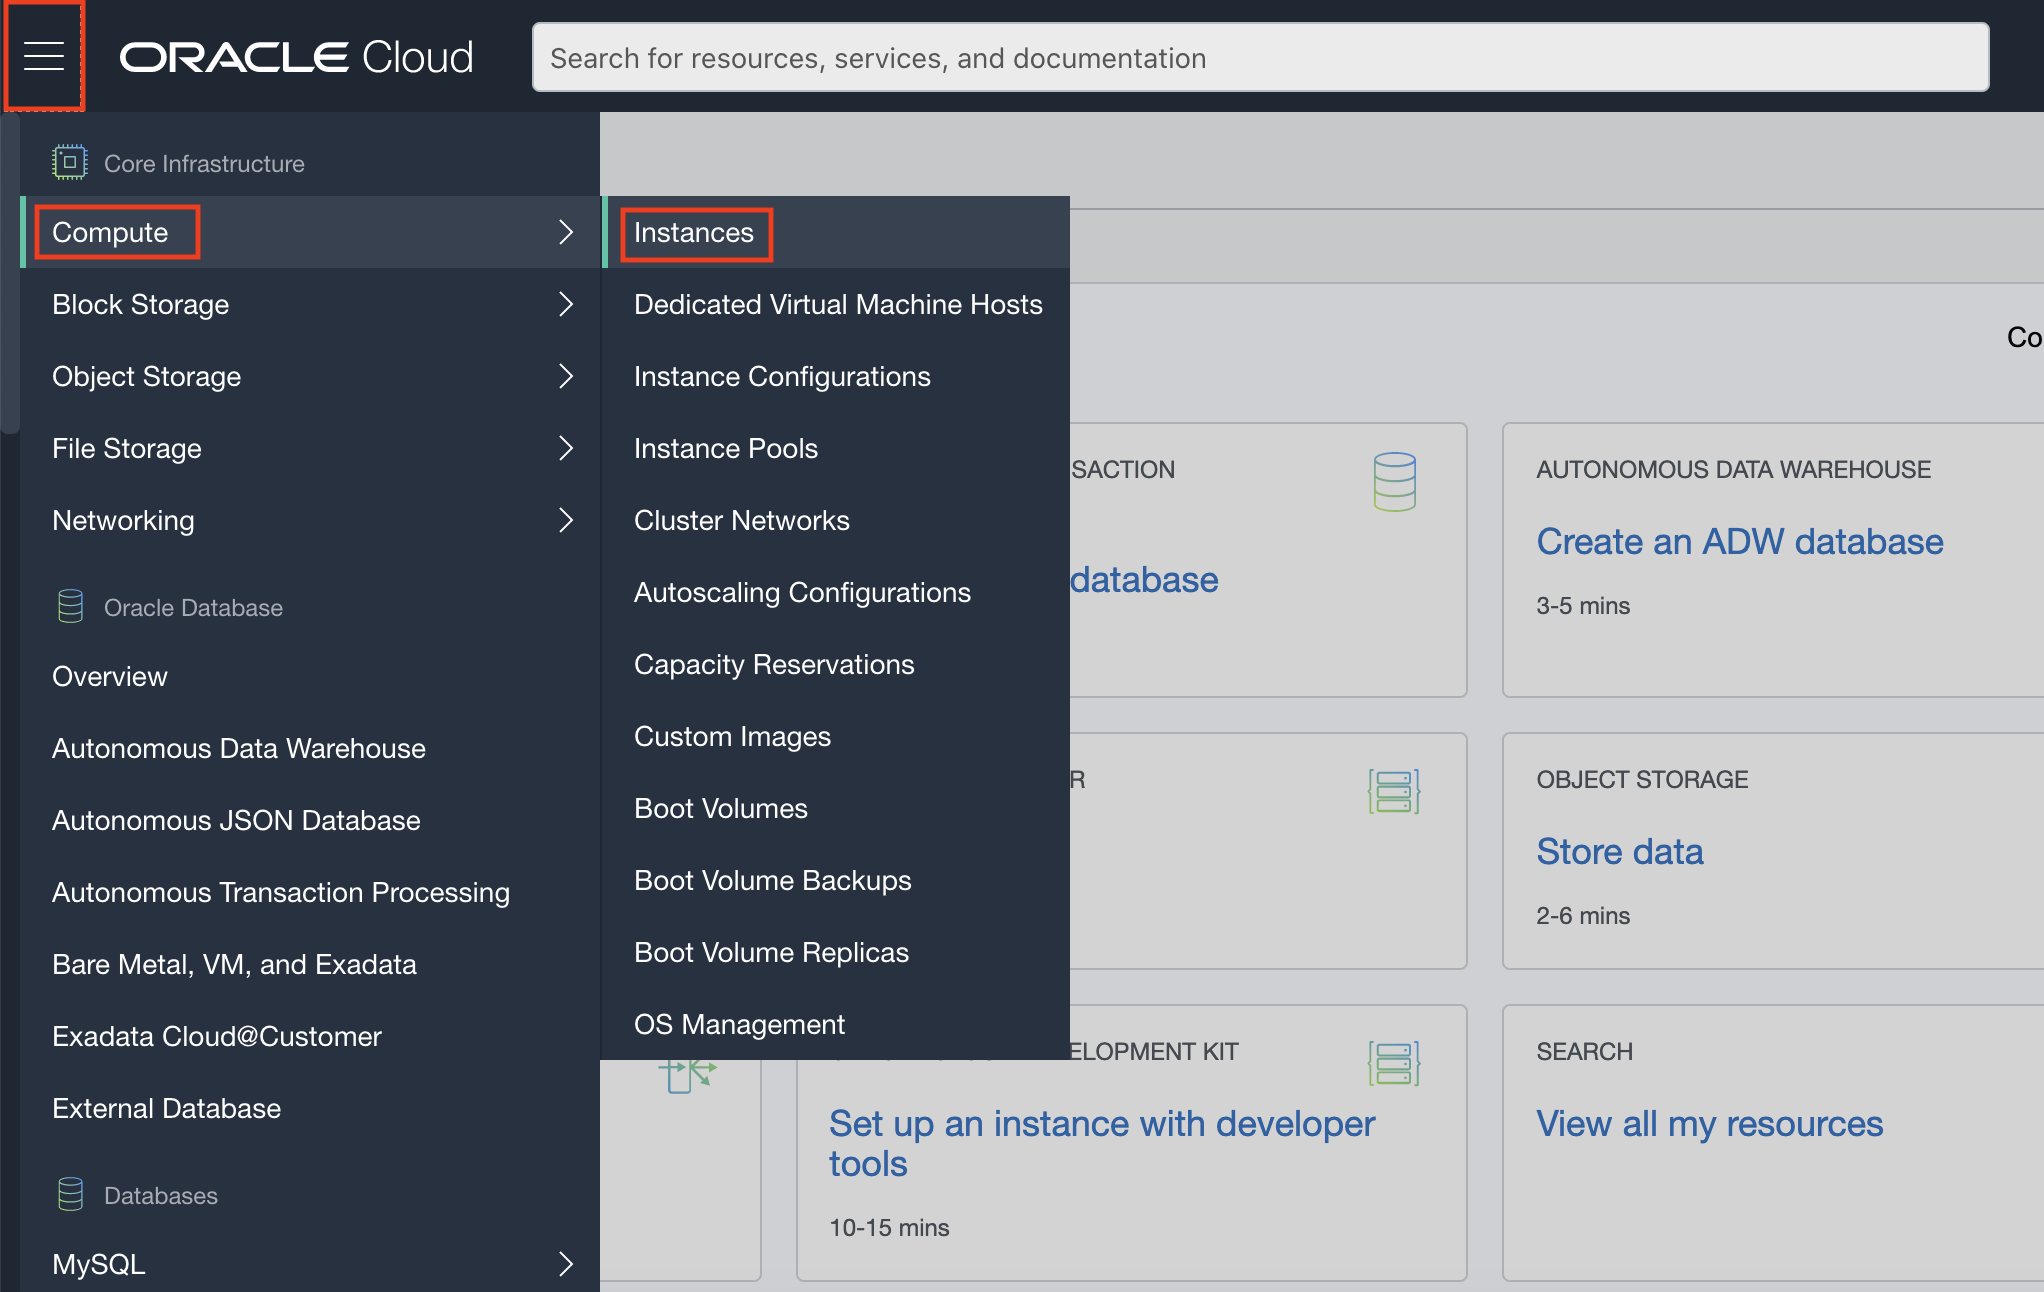 ORACLE Cloud
Search for resources, services, and documentation
Core Infrastructure
Compute
Block Storage
Object Storage
File Storage
Networking
Oracle Database
Overview
Autonomous Data Warehouse
Autonomous JSON Database
Autonomous Transaction Processing
Bare Metal, VM, and Exadata
Exadata Cloud@Customer
External Database
Databases
MySQL
Instances
Dedicated Virtual Machine Hosts
Instance Configurations
Instance Pools
Cluster Networks
Autoscaling Configurations
Capacity Reservations
Custom Images
Boot Volumes
Boot Volume Backups
Boot Volume Replicas
OS Management
Co
SACTION
database
AUTONOMOUS DATA WAREHOUSE
Create an ADW database
3-5 mins
R
OBJECT STORAGE
Store data
2-6 mins
ELOPMENT KIT
Set up an instance with developer
tools
10-15 mins
SEARCH
View all my resources